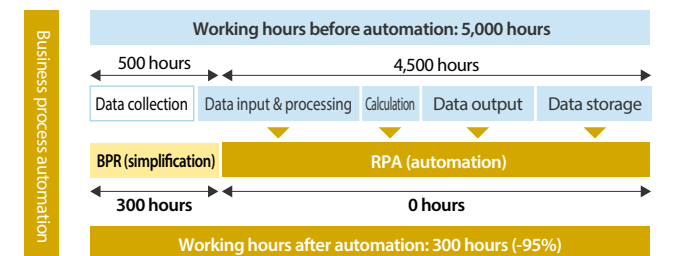 Business process automation
Working hours before automation: 5,000 hours
500 hours
4,500 hours
Data collection
Data input & processing
Calculation
Data output
Data storage
BPR (simplification)
RPA (automation)
300 hours
0 hours
Working hours after automation: 300 hours (-95%)